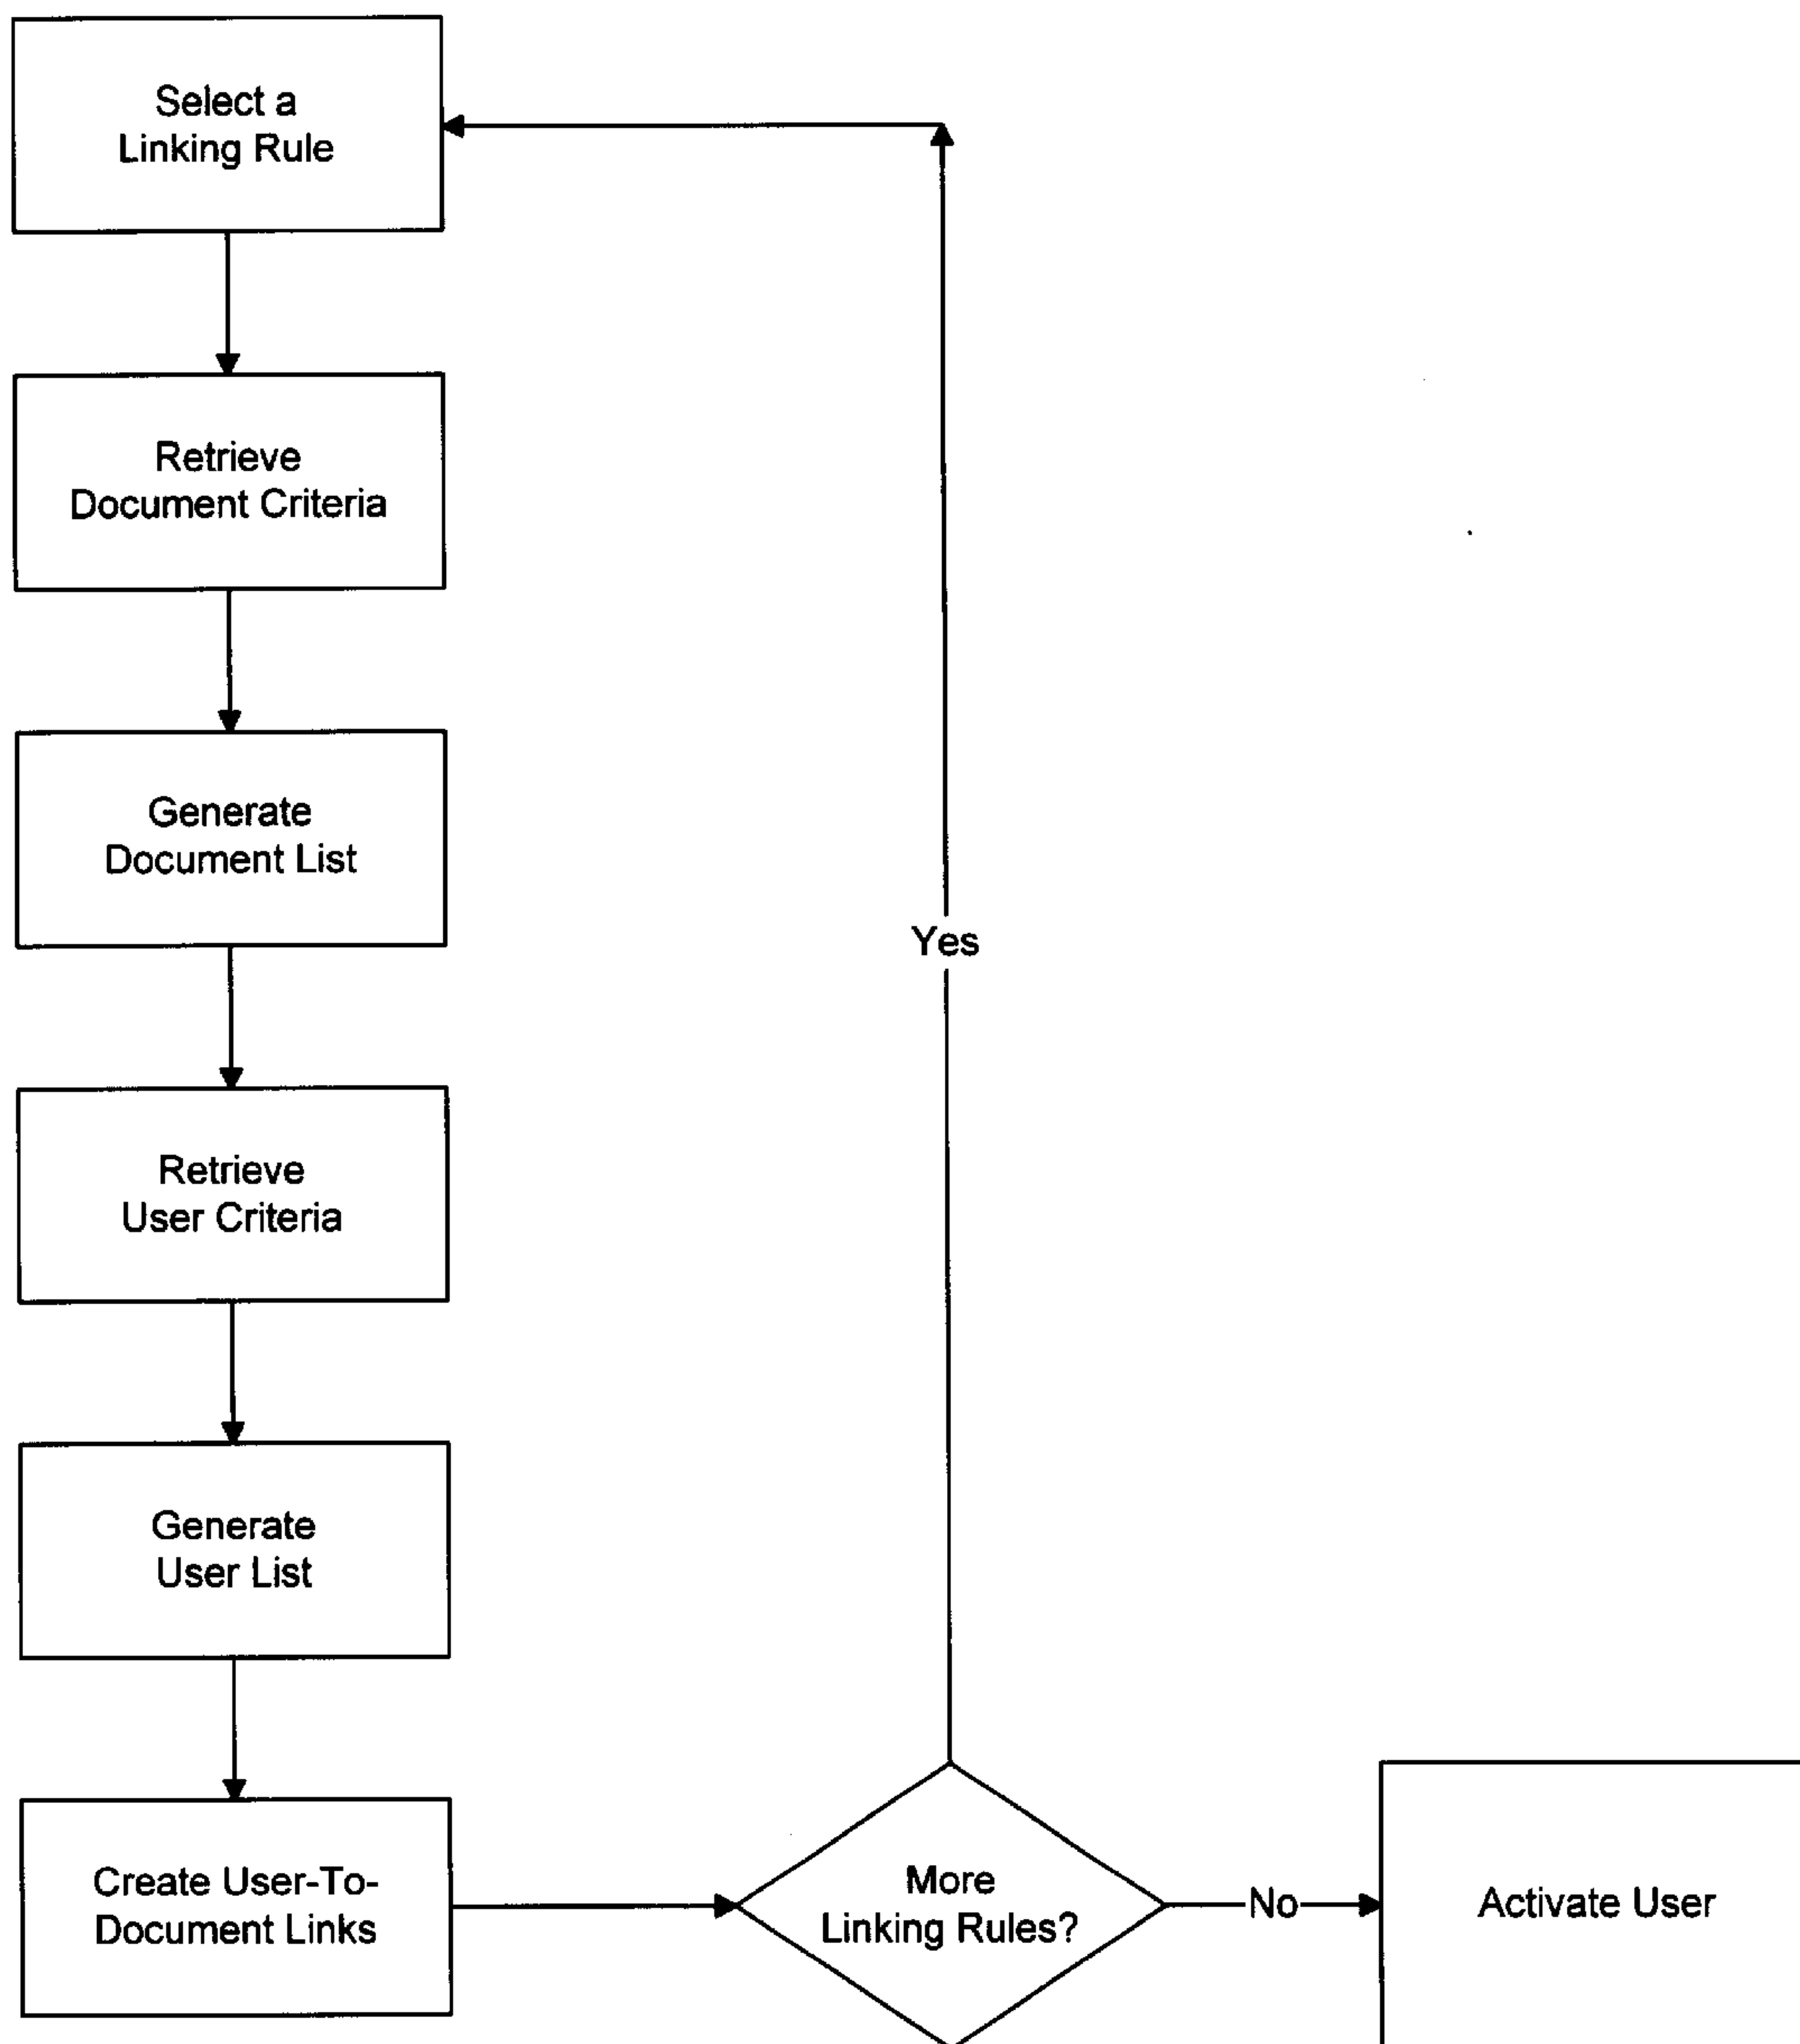 Select a
Linking Rule
Retrieve
Document Criteria
Generate
Document List
Yes
Retrieve
User Criteria
Generate
User List
Create User-To-
Document Links
More
Linking Rules?
No
Activate User